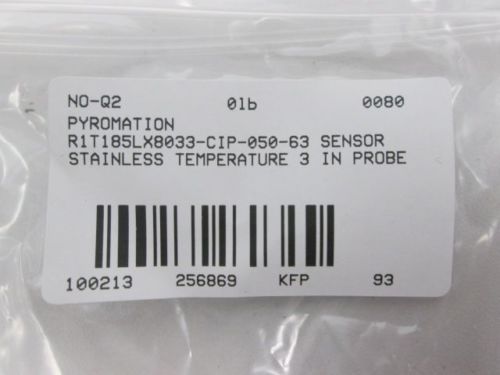 NO-Q2 01b 0080
PYROMATION
R1T185LX8033-CIP-050-63 SENSOR
STAINLESS TEMPERATURE 3 IN PROBE
100213 256869 KFP 93